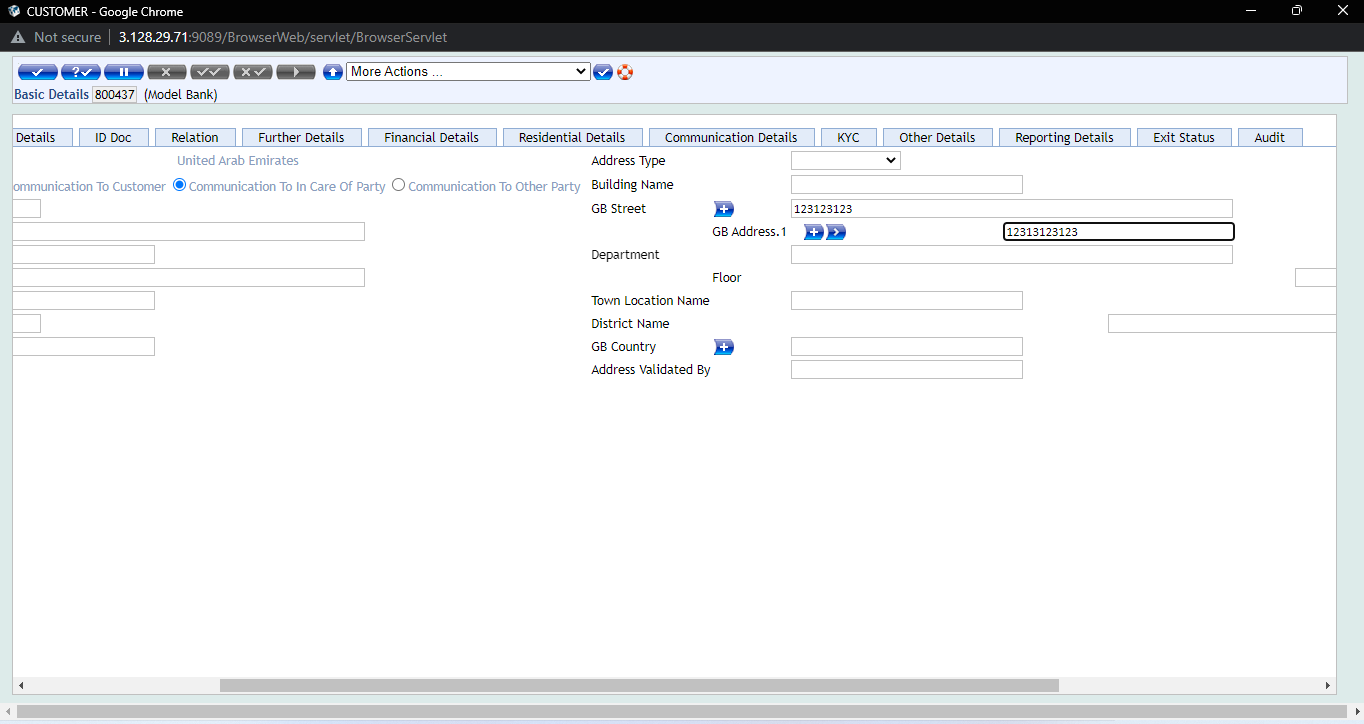 CUSTOMER - Google Chrome
Not secure 3.128.29.71:9089/BrowserWeb/servlet/BrowserServlet
More Actions ...
Basic Details 800437 (Model Bank)
Details ID Doc Relation Further Details Financial Details Residential Details Communication Details KYC Other Details Reporting Details Exit Status Audit
United Arab Emirates Address Type
ommunication To Customer Communication To In Care Of Party Communication To Other Party Building Name
GB Street 123123123
GB Address.1 12313123123
Department
Floor
Town Location Name
District Name
GB Country
Address Validated By